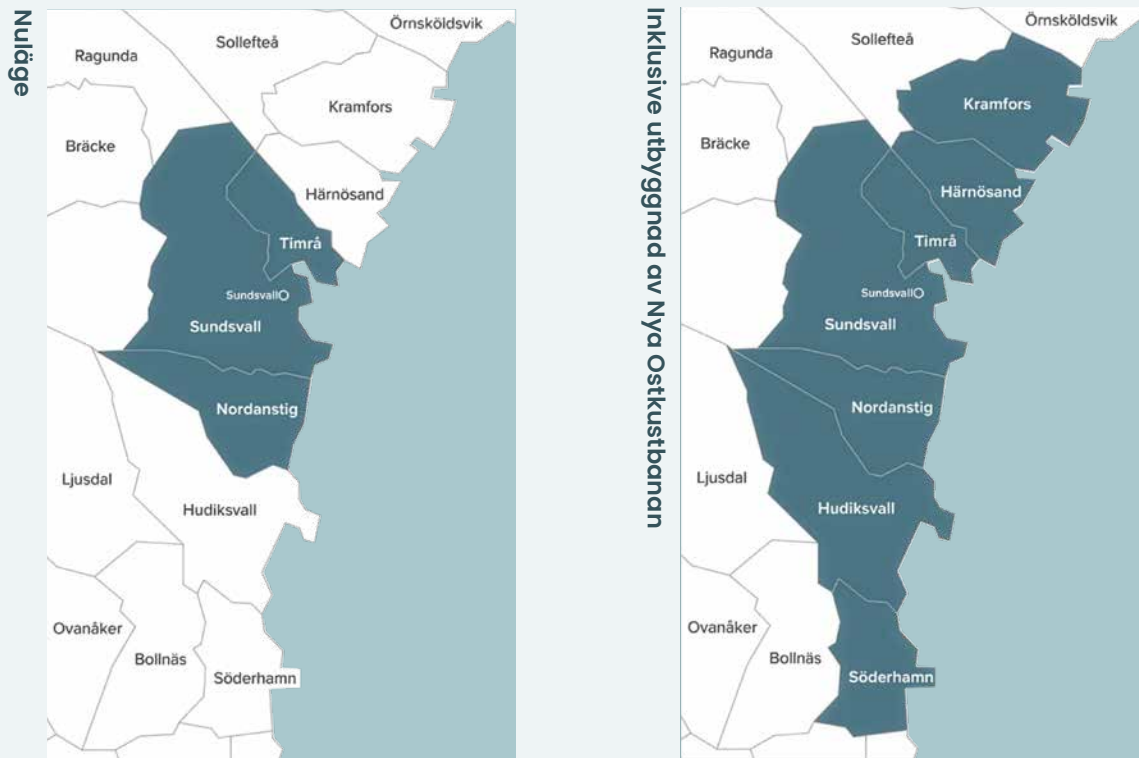 Nuläge
Örnsköldsvik
Sollefteå
Ragunda
Kramfors
Bräcke
Härnösand
Timrå
Sundsvall
Sundsvall
Nordanstig
Ljusdal
Hudiksvall
Ovanåker
Bollnäs
Söderhamn
Inklusive utbyggnad av Nya Ostkustbanan
Örnsköldsvik
Sollefteå
Ragunda
Kramfors
Bräcke
Härnösand
Timrå
Sundsvall
Sundsvall
Nordanstig
Ljusdal
Hudiksvall
Ovanåker
Bollnäs
Söderhamn